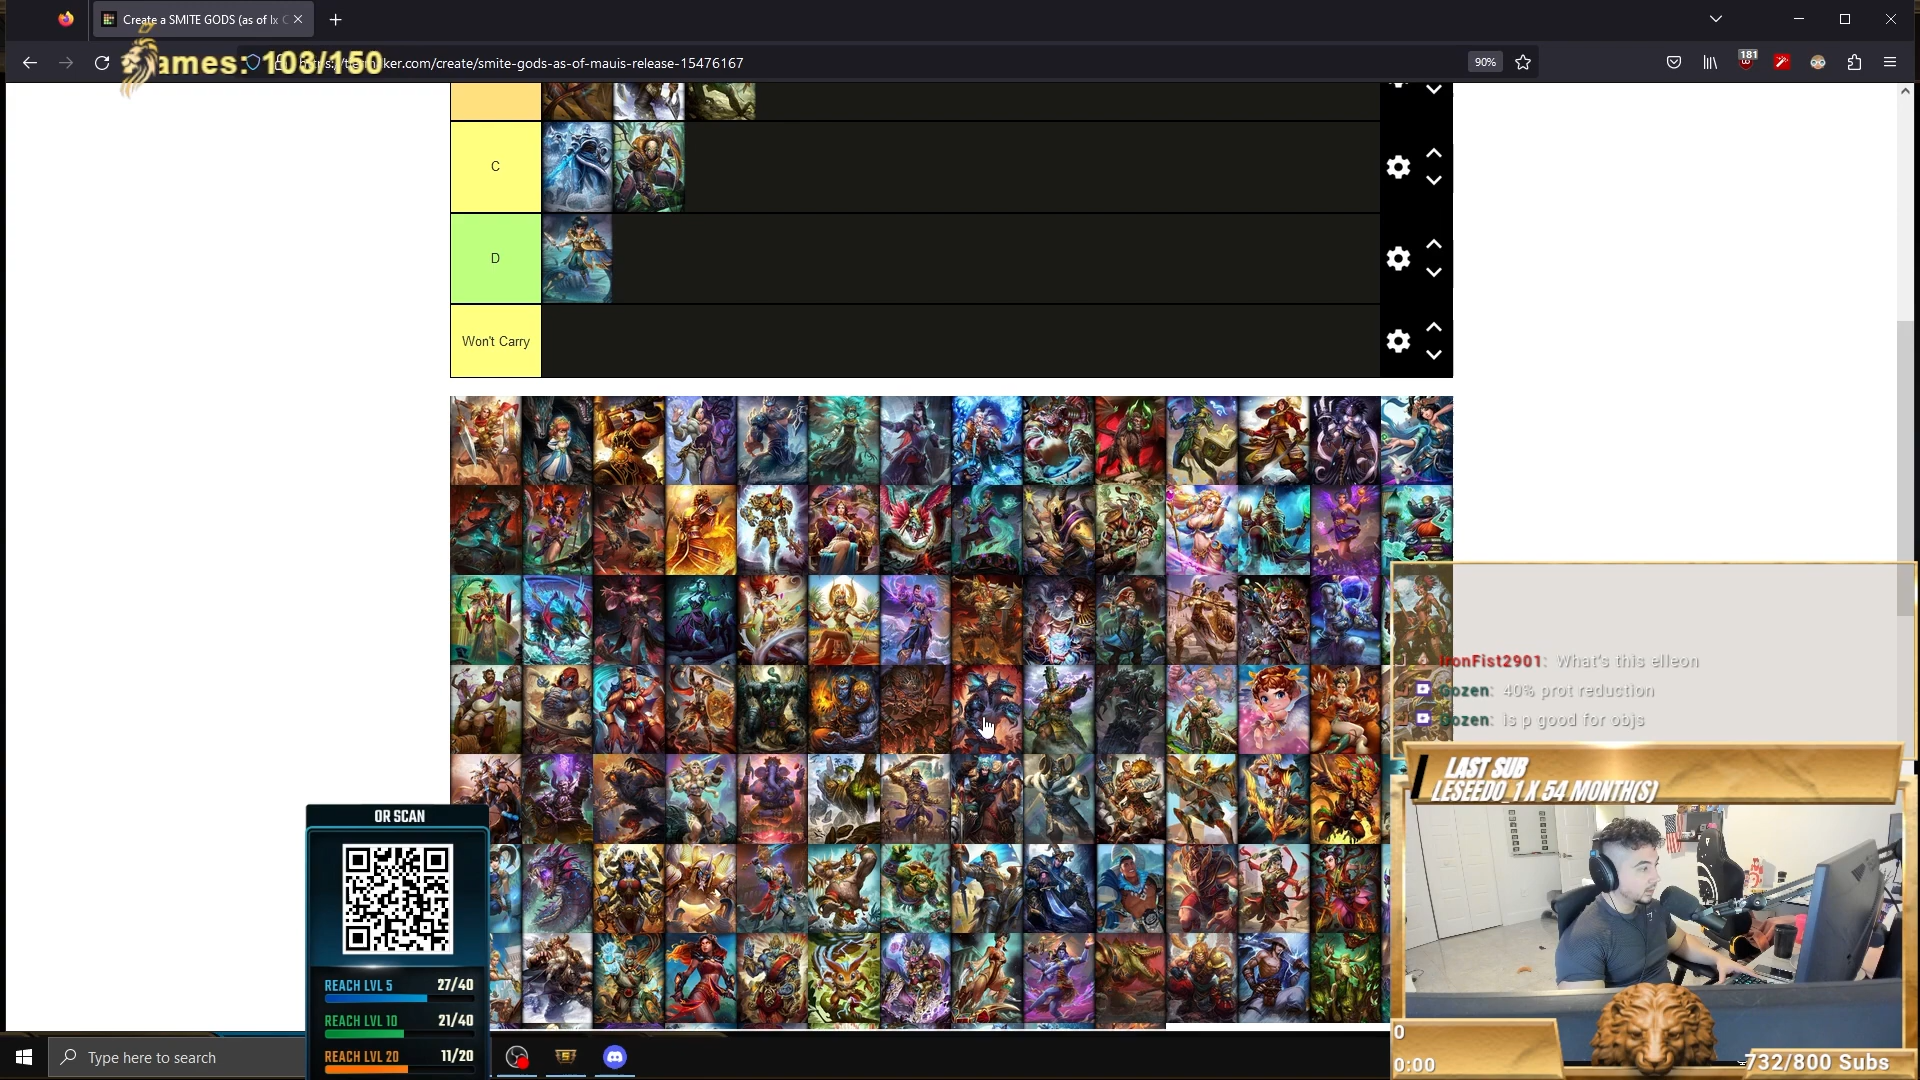 Create a SMITE GODS (as of Ix C
ames: 103/150
ker.com/create/smite-gods-as-of-mauis-release-15476167
90%
181
C
D
Won't Carry
IronFist2901: What's this elleon
Gozen: 40% prot reduction
Gozen: is p good for objs
LAST SUB
LESEEDO_1 X 54 MONTH(S)
OR SCAN
REACH LVL 5 27/40
REACH LVL 10 21/40
REACH LVL 20 11/20
Type here to search
0
0:00
732/800 Subs